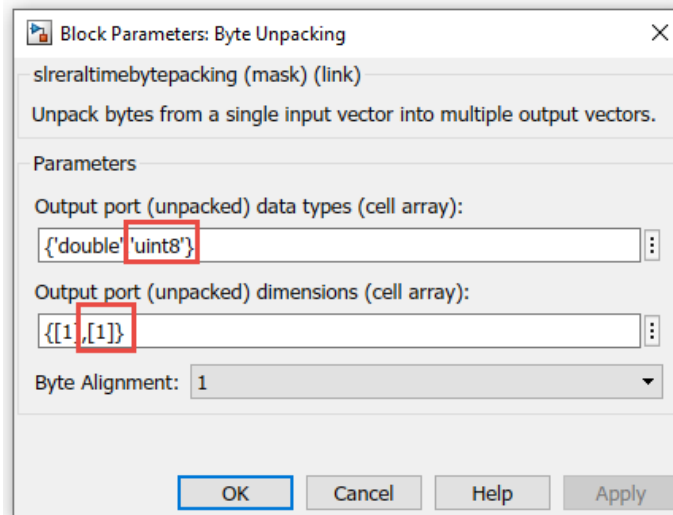 Block Parameters: Byte Unpacking
slreraltimebytepacking (mask) (link)
Unpack bytes from a single input vector into multiple output vectors.
Parameters
Output port (unpacked) data types (cell array):
{'double' 'uint8'}
Output port (unpacked) dimensions (cell array):
{[1],[1]}
Byte Alignment: 1
OK Cancel Help Apply